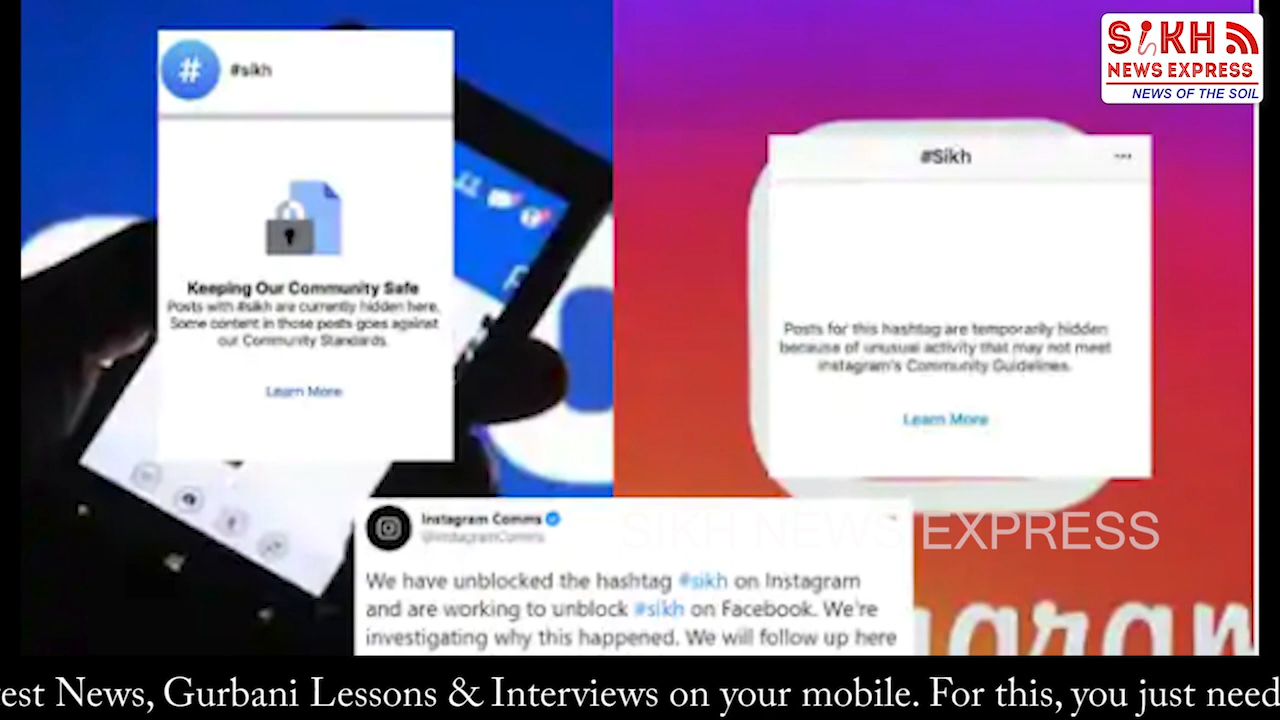 #sikh
Keeping Our Community Safe
Posts with #sikh are currently hidden here.
Some content in those posts goes against
our Community Standards.
Learn More
#Sikh
Posts for this hashtag are temporarily hidden
because of unusual activity that may not meet
Instagram's Community Guidelines.
Learn More
SIKH
NEWS EXPRESS
NEWS OF THE SOIL
Instagram Comms
@InstagramComms
We have unblocked the hashtag #sikh on Instagram
and are working to unblock #sikh on Facebook. We're
investigating why this happened. We will follow up here
SIKH NEWS EXPRESS
gram
est News, Gurbani Lessons & Interviews on your mobile. For this, you just need